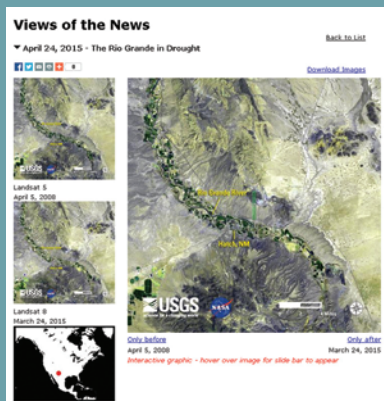 Views of the News
Back to List
April 24, 2015 - The Rio Grande in Drought
0
Download Images
Landsat 5
April 5, 2008
Landsat 8
March 24, 2015
Rio Grande River
Hatch, NM
USGS
NASA
Only before
Only after
April 5, 2008
March 24, 2015
Interactive graphic - hover over image for slide bar to appear